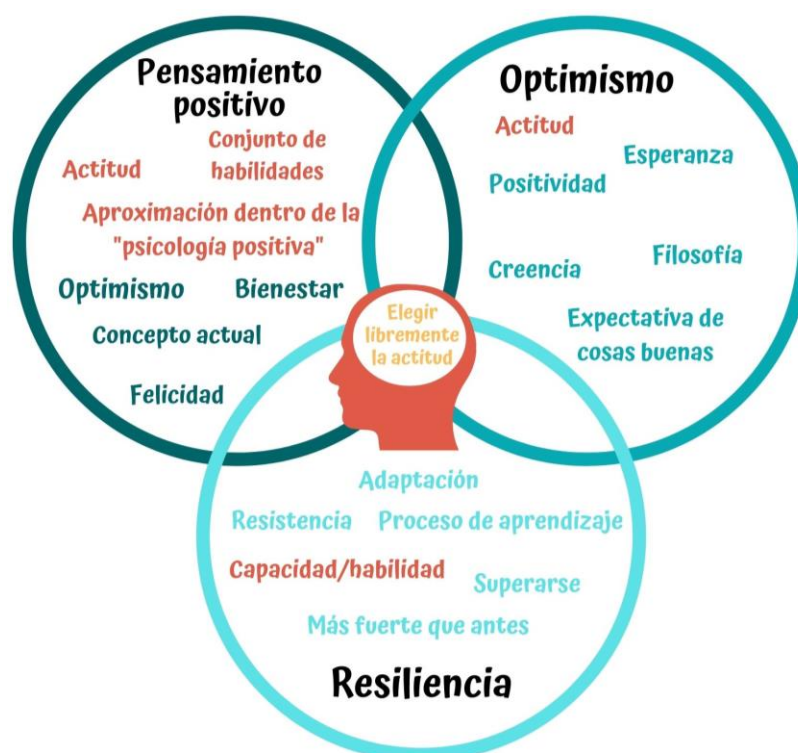 Pensamiento
positivo
Conjunto de
habilidades
Actitud
Aproximación dentro de la
"psicología positiva"
Optimismo
Bienestar
Concepto actual
Felicidad
Optimismo
Actitud
Esperanza
Positividad
Creencia
Filosofía
Expectativa de
cosas buenas
Elegir
libremente
la actitud
Adaptación
Resistencia
Proceso de aprendizaje
Capacidad/habilidad
Superarse
Más fuerte que antes
Resiliencia